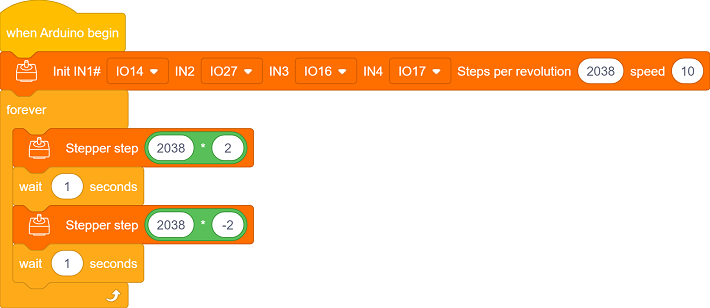 when Arduino begin
Init IN1# IO14 IN2 IO27 IN3 IO16 IN4 IO17 Steps per revolution 2038 speed 10
forever
Stepper step 2038 * 2
wait 1 seconds
Stepper step 2038 * -2
wait 1 seconds